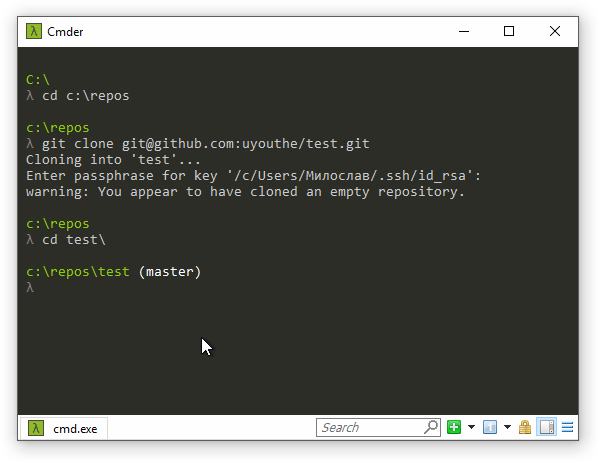 Cmder
C:\
λ cd c:\repos
c:\repos
λ git clone git@github.com:uyouthe/test.git
Cloning into 'test'...
Enter passphrase for key '/c/Users/Милослав/.ssh/id_rsa':
warning: You appear to have cloned an empty repository.
c:\repos
λ cd test\
c:\repos\test (master)
λ
λ cmd.exe
Search